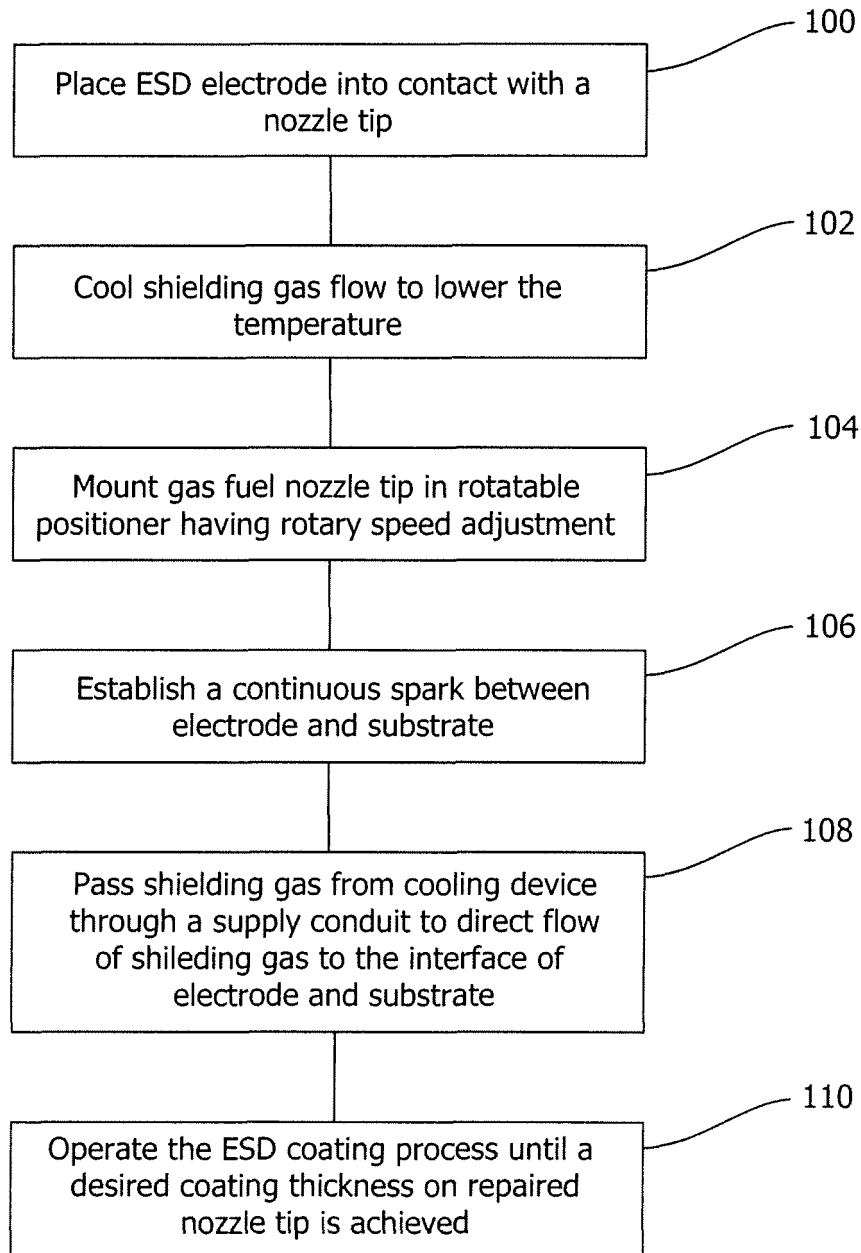 100
Place ESD electrode into contact with a
nozzle tip
102
Cool shielding gas flow to lower the
temperature
104
Mount gas fuel nozzle tip in rotatable
positioner having rotary speed adjustment
106
Establish a continuous spark between
electrode and substrate
108
Pass shielding gas from cooling device
through a supply conduit to direct flow
of shileding gas to the interface of
electrode and substrate
110
Operate the ESD coating process until a
desired coating thickness on repaired
nozzle tip is achieved